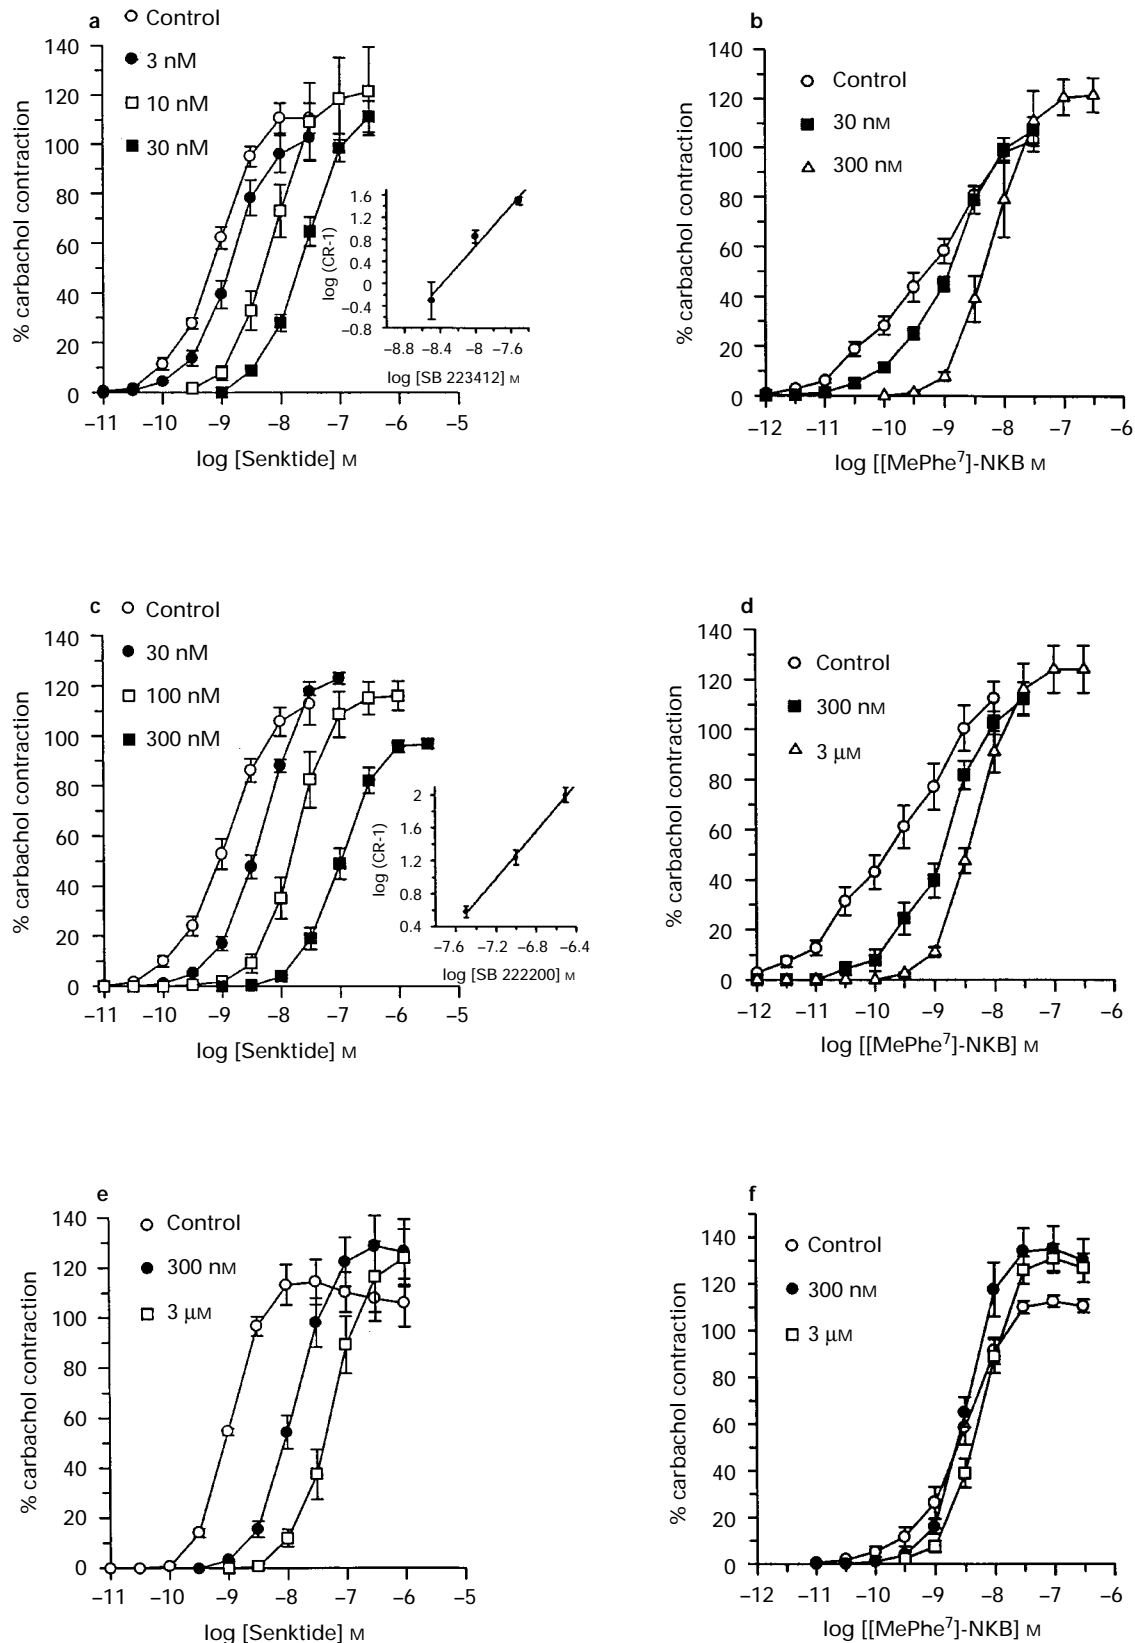 a
Control
3 nM
10 nM
30 nM
% carbachol contraction
140
120
100
80
60
40
20
0
−11 −10 −9 −8 −7 −6 −5
log [Senktide] M
log (CR-1)
1.6
1.2
0.8
0.4
0
−0.4
−0.8
−8.8 −8.4 −8 −7.6
log [SB 223412] M
b
Control
30 nM
300 nM
% carbachol contraction
140
120
100
80
60
40
20
0
−12 −11 −10 −9 −8 −7 −6
log [[MePhe⁷]-NKB M
c
Control
30 nM
100 nM
300 nM
% carbachol contraction
140
120
100
80
60
40
20
0
−11 −10 −9 −8 −7 −6 −5
log [Senktide] M
log (CR-1)
2
1.6
1.2
0.8
0.4
−7.6 −7.2 −6.8 −6.4
log [SB 222200] M
d
Control
300 nM
3 µM
% carbachol contraction
140
120
100
80
60
40
20
0
−12 −11 −10 −9 −8 −7 −6
log [[MePhe⁷]-NKB] M
e
Control
300 nM
3 µM
% carbachol contraction
140
120
100
80
60
40
20
0
−11 −10 −9 −8 −7 −6 −5
log [Senktide] M
f
Control
300 nM
3 µM
% carbachol contraction
140
120
100
80
60
40
20
0
−12 −11 −10 −9 −8 −7 −6
log [[MePhe⁷]-NKB] M